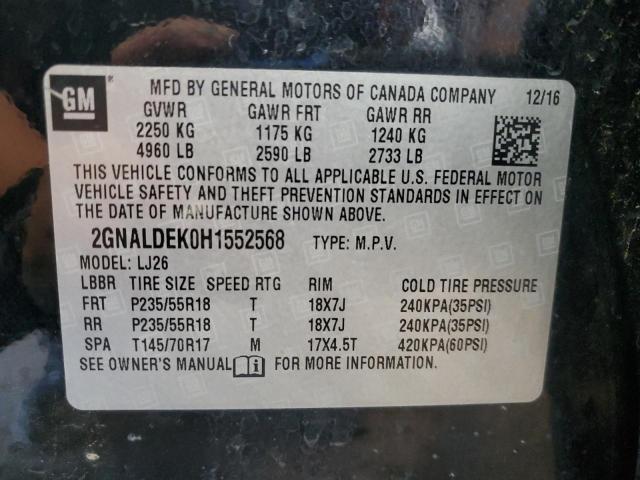 GM ® MFD BY GENERAL MOTORS OF CANADA COMPANY 12/16
GVWR GAWR FRT GAWR RR
2250 KG 1175 KG 1240 KG
4960 LB 2590 LB 2733 LB
THIS VEHICLE CONFORMS TO ALL APPLICABLE U.S. FEDERAL MOTOR
VEHICLE SAFETY AND THEFT PREVENTION STANDARDS IN EFFECT ON
THE DATE OF MANUFACTURE SHOWN ABOVE.
2GNALDEK0H1552568 TYPE: M.P.V.
MODEL: LJ26
LBBR TIRE SIZE SPEED RTG RIM COLD TIRE PRESSURE
FRT P235/55R18 T 18X7J 240KPA(35PSI)
RR P235/55R18 T 18X7J 240KPA(35PSI)
SPA T145/70R17 M 17X4.5T 420KPA(60PSI)
SEE OWNER'S MANUAL i FOR MORE INFORMATION.